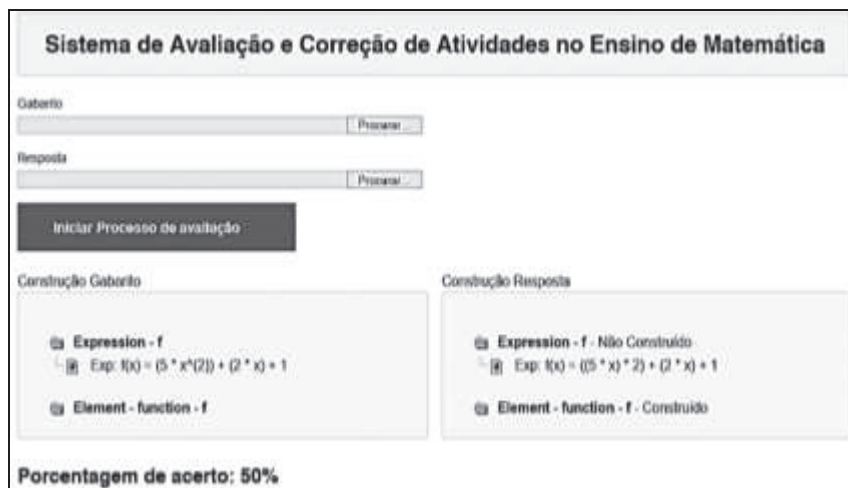 Sistema de Avaliação e Correção de Atividades no Ensino de Matemática
Gabarito
Procurar...
Resposta
Procurar...
Iniciar Processo de avaliação
Construção Gabarito
Expression - f
Exp: f(x) = (5 * x^(2)) + (2 * x) + 1
Element - function - f
Construção Resposta
Expression - f - Não Construído
Exp: f(x) = ((5 * x) * 2) + (2 * x) + 1
Element - function - f - Construído
Porcentagem de acerto: 50%